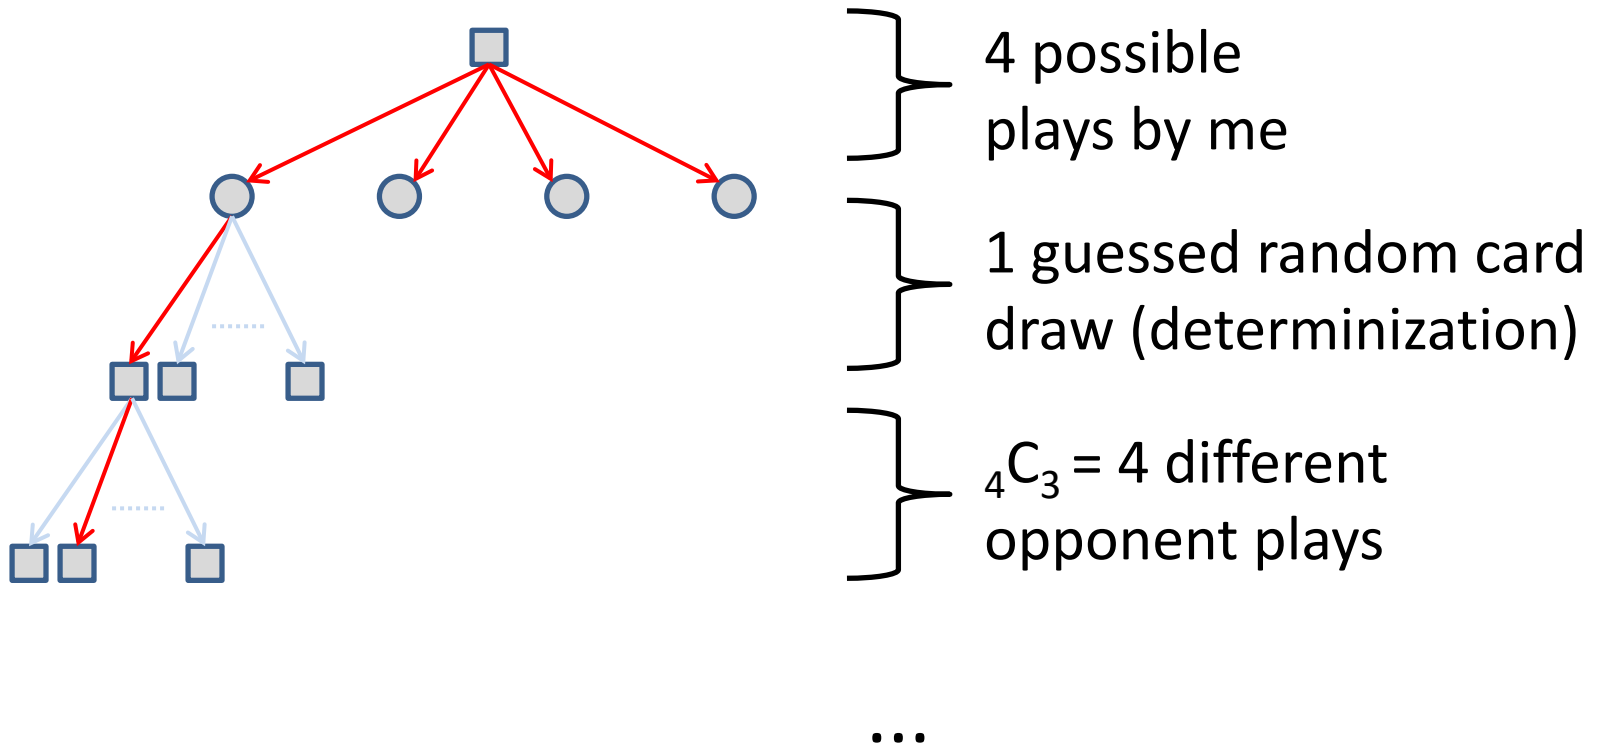 4 possible
plays by me
1 guessed random card
draw (determinization)
₄C₃ = 4 different
opponent plays
...